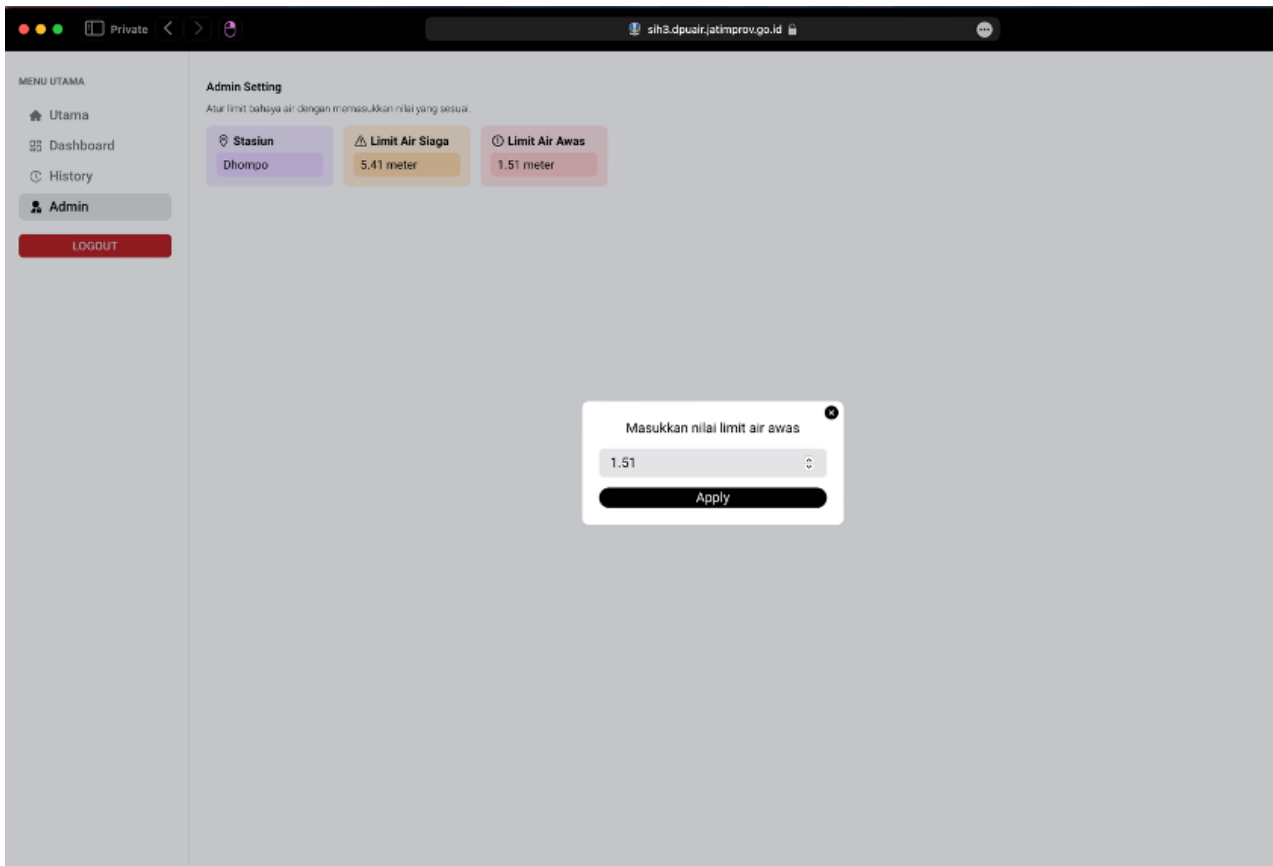 Private
sih3.dpuair.jatimprov.go.id
MENU UTAMA
Utama
Dashboard
History
Admin
LOGOUT
Admin Setting
Atur limit bahaya air dengan memasukkan nilai yang sesuai.
Stasiun
Dhompo
Limit Air Siaga
5.41 meter
Limit Air Awas
1.51 meter
Masukkan nilai limit air awas
1.51
Apply